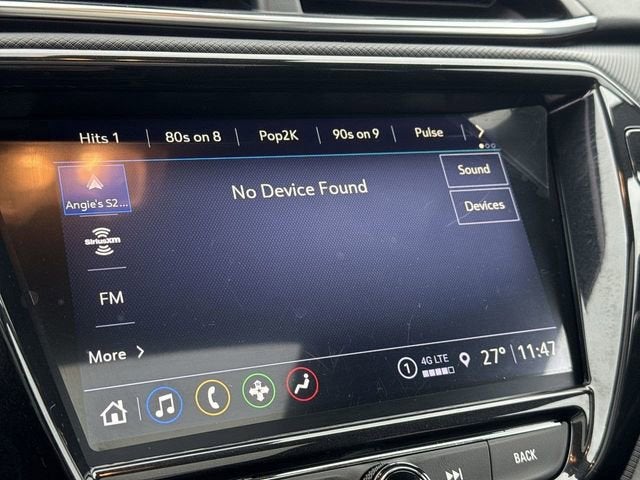 Hits 1 80s on 8 Pop2K 90s on 9 Pulse
Angie's S2...
No Device Found
Sound
Devices
SiriusXM
FM
More
1 4G LTE 27° 11:47
BACK